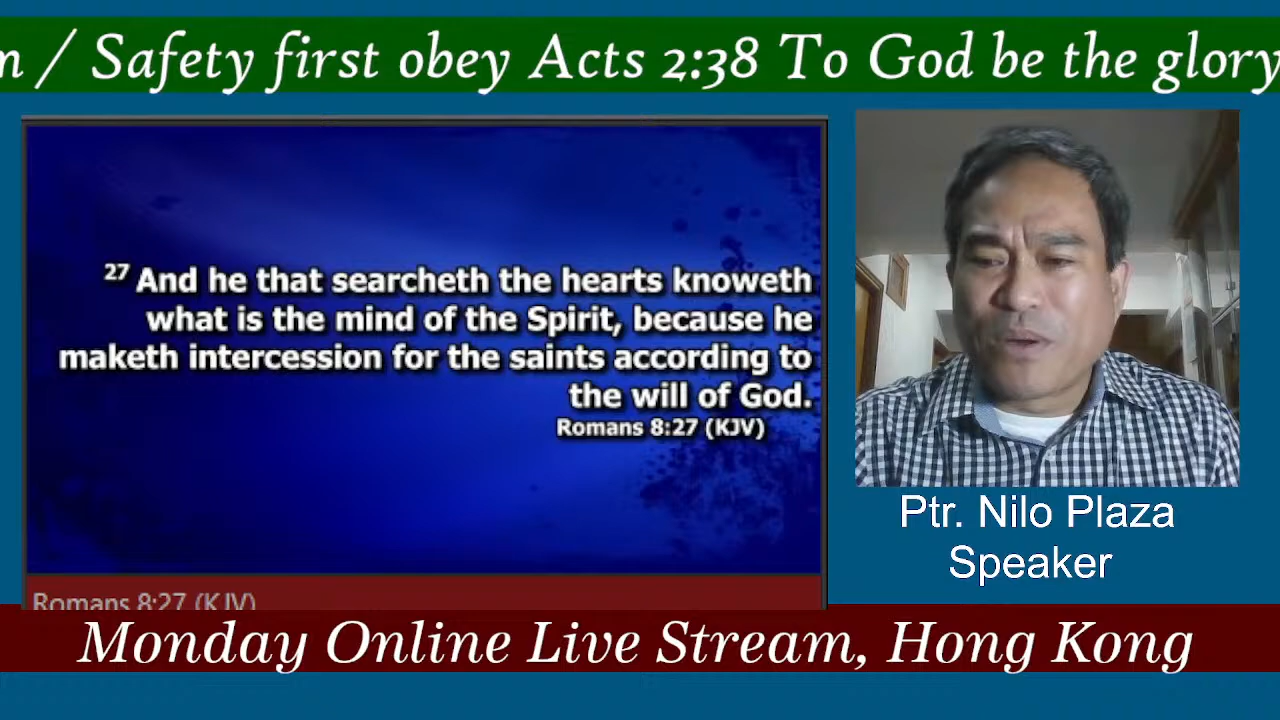 n / Safety first obey Acts 2:38 To God be the glory
27 And he that searcheth the hearts knoweth
what is the mind of the Spirit, because he
maketh intercession for the saints according to
the will of God.
Romans 8:27 (KJV)
Ptr. Nilo Plaza
Speaker
Romans 8:27 (KJV)
Monday Online Live Stream, Hong Kong